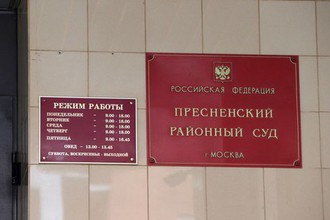 РЕЖИМ РАБОТЫ
ПОНЕДЕЛЬНИК - 9.00 - 18.00
ВТОРНИК - 9.00 - 18.00
СРЕДА - 9.00 - 18.00
ЧЕТВЕРГ - 9.00 - 18.00
ПЯТНИЦА - 9.00 - 16.45
ОБЕД - 13.00 - 13.45
СУББОТА, ВОСКРЕСЕНЬЕ - ВЫХОДНОЙ
РОССИЙСКАЯ ФЕДЕРАЦИЯ
ПРЕСНЕНСКИЙ
РАЙОННЫЙ СУД
г. МОСКВА